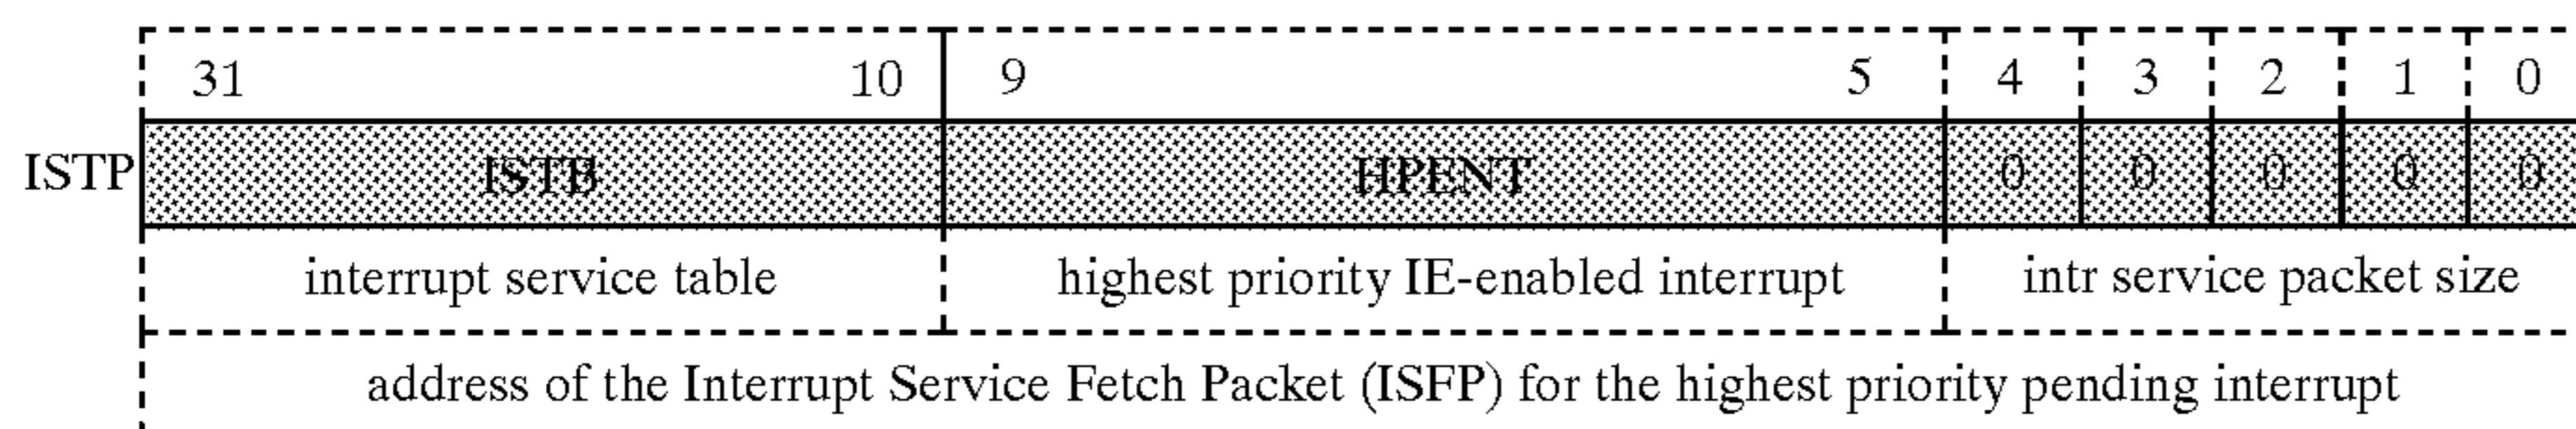 31 10 9 5 4 3 2 1 0
ISTP ISTB HPENT 0 0 0 0 0
interrupt service table highest priority IE-enabled interrupt intr service packet size
address of the Interrupt Service Fetch Packet (ISFP) for the highest priority pending interrupt